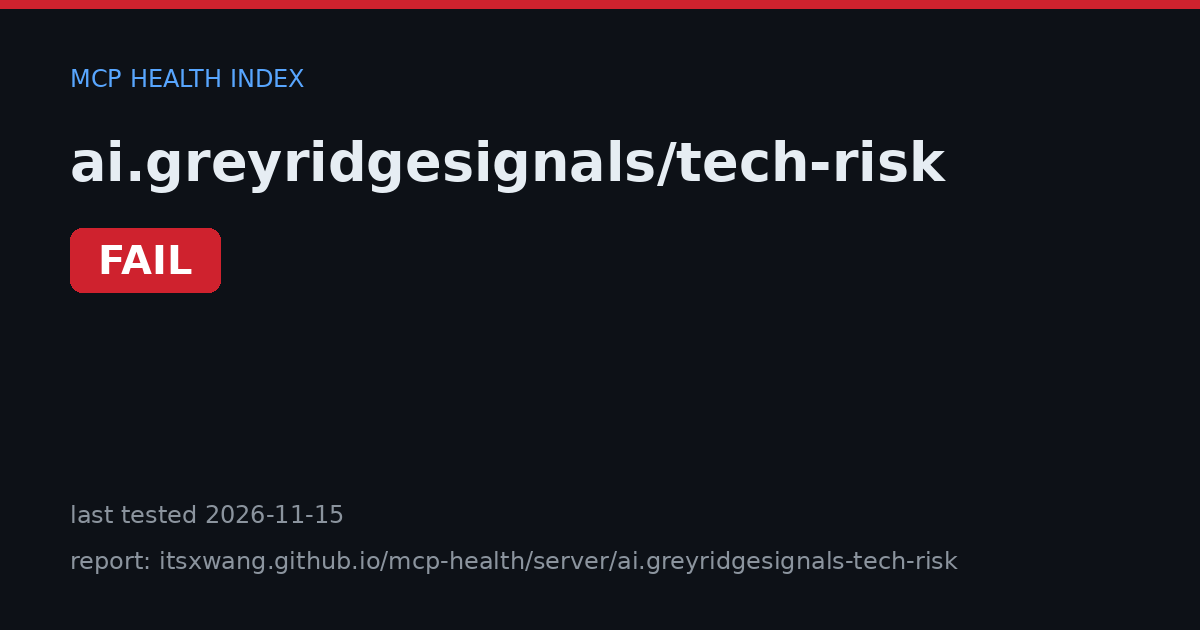 MCP HEALTH INDEX
ai.greyridgesignals/tech-risk
FAIL
last tested 2026-11-15
report: itsxwang.github.io/mcp-health/server/ai.greyridgesignals-tech-risk